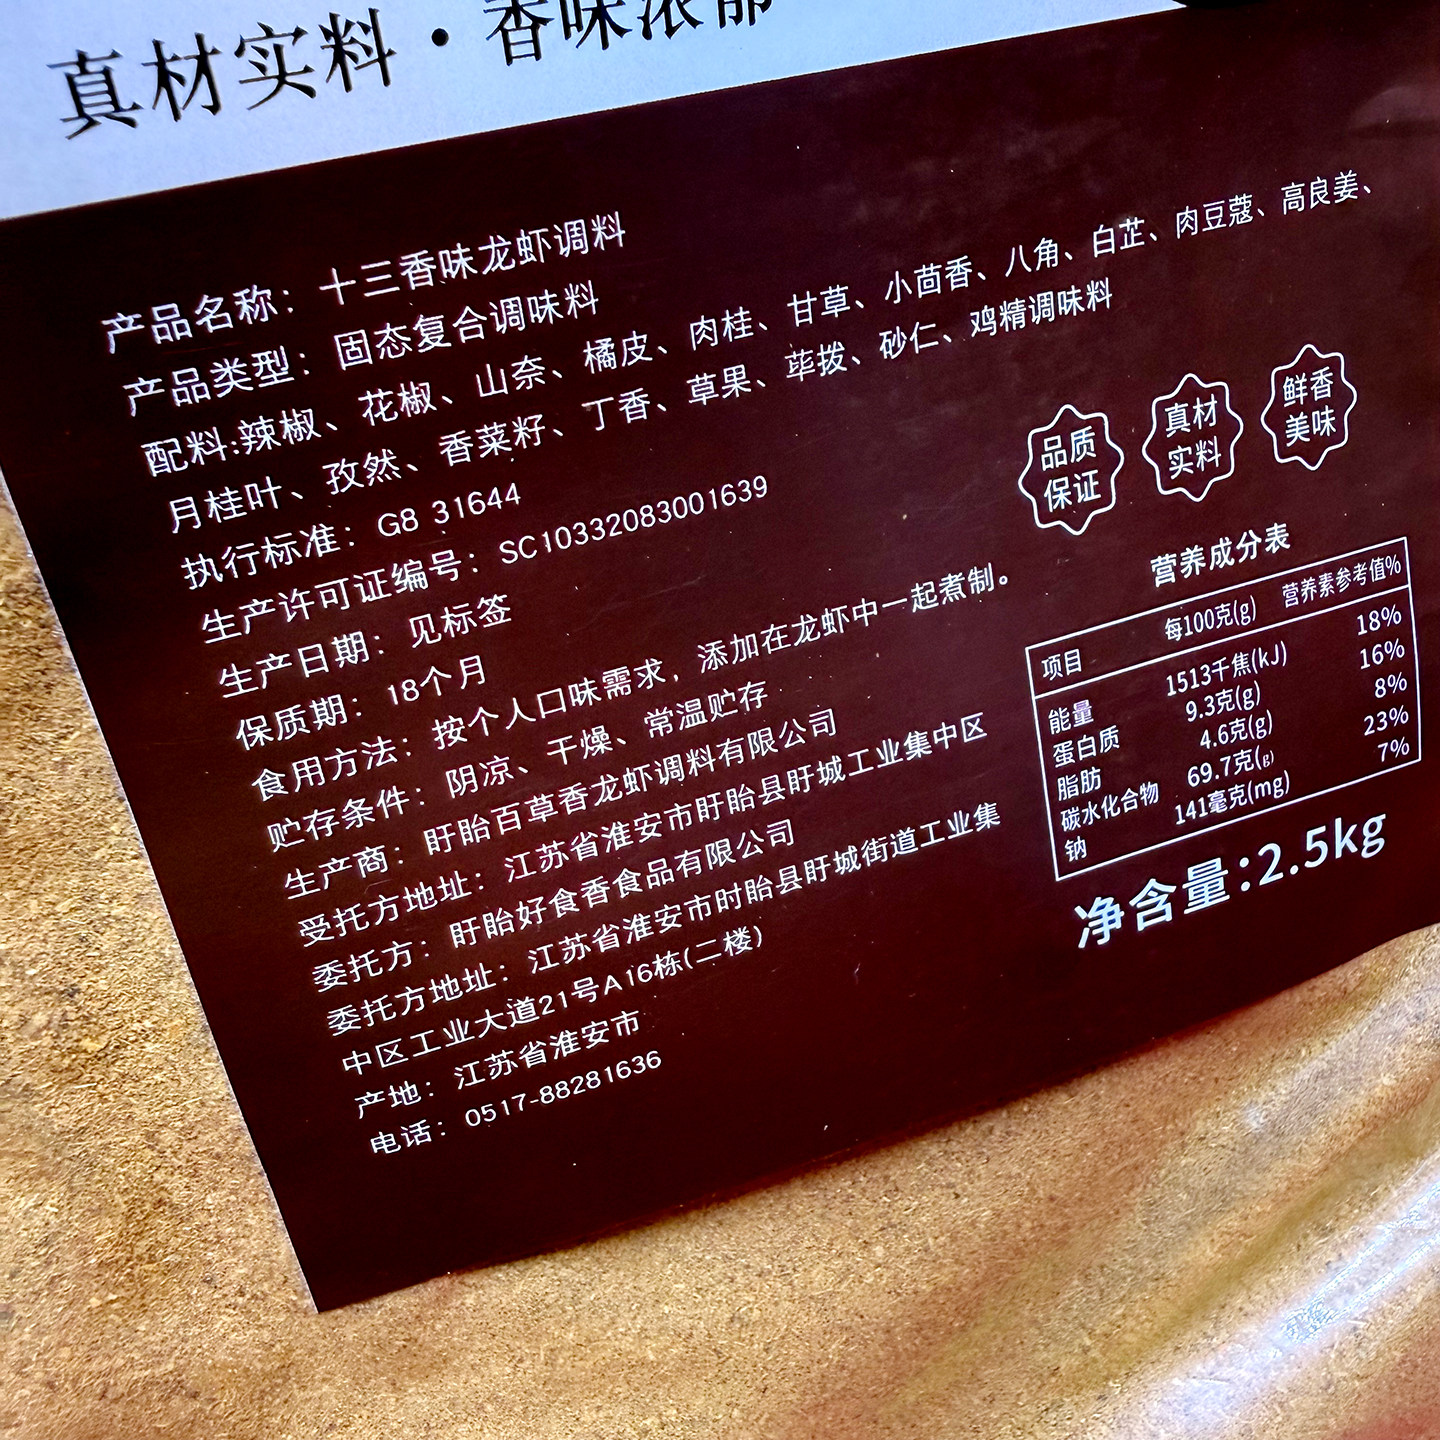 真材实料·香味浓郁
产品名称：十三香味龙虾调料
产品类型：固态复合调味料
配料:辣椒、花椒、山奈、橘皮、肉桂、甘草、小茴香、八角、白芷、肉豆蔻、高良姜、
月桂叶、孜然、香菜籽、丁香、草果、荜拨、砂仁、鸡精调味料
执行标准：G8 31644
生产许可证编号：SC10332083001639
生产日期：见标签
保质期：18个月
食用方法：按个人口味需求，添加在龙虾中一起煮制。
贮存条件：阴凉、干燥、常温贮存
生产商：盱眙百草香龙虾调料有限公司
受托方地址：江苏省淮安市盱眙县盱城工业集中区
委托方：盱眙好食香食品有限公司
委托方地址：江苏省淮安市时眙县盱城街道工业集
中区工业大道21号A16栋(二楼)
产地：江苏省淮安市
电话：0517-88281636
品质
保证
真材
实料
鲜香
美味
营养成分表
项目 每100克(g) 营养素参考值%
能量 1513千焦(kJ) 18%
蛋白质 9.3克(g) 16%
脂肪 4.6克(g) 8%
碳水化合物 69.7克(g) 23%
钠 141毫克(mg) 7%
净含量:2.5kg